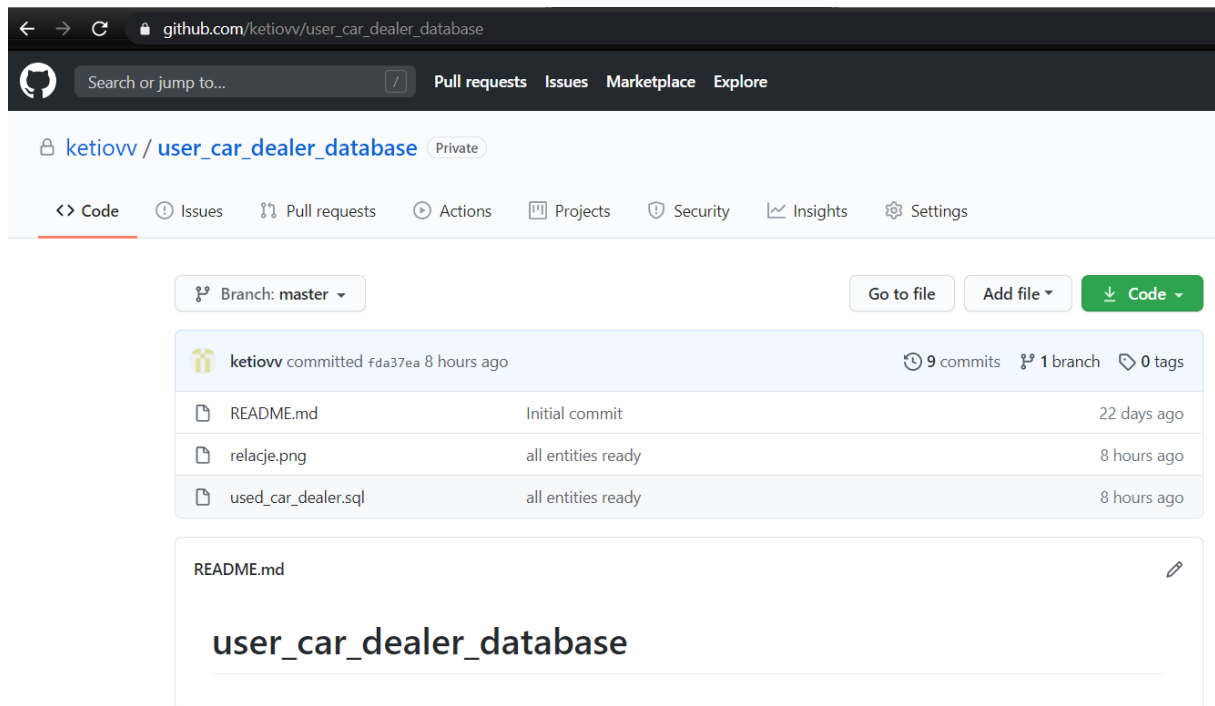 github.com/ketiovv/user_car_dealer_database
Search or jump to... / Pull requests Issues Marketplace Explore
ketiovv / user_car_dealer_database Private
<> Code Issues Pull requests Actions Projects Security Insights Settings
Branch: master Go to file Add file Code
ketiovv committed fda37ea 8 hours ago 9 commits 1 branch 0 tags
README.md Initial commit 22 days ago
relacje.png all entities ready 8 hours ago
used_car_dealer.sql all entities ready 8 hours ago
README.md
user_car_dealer_database